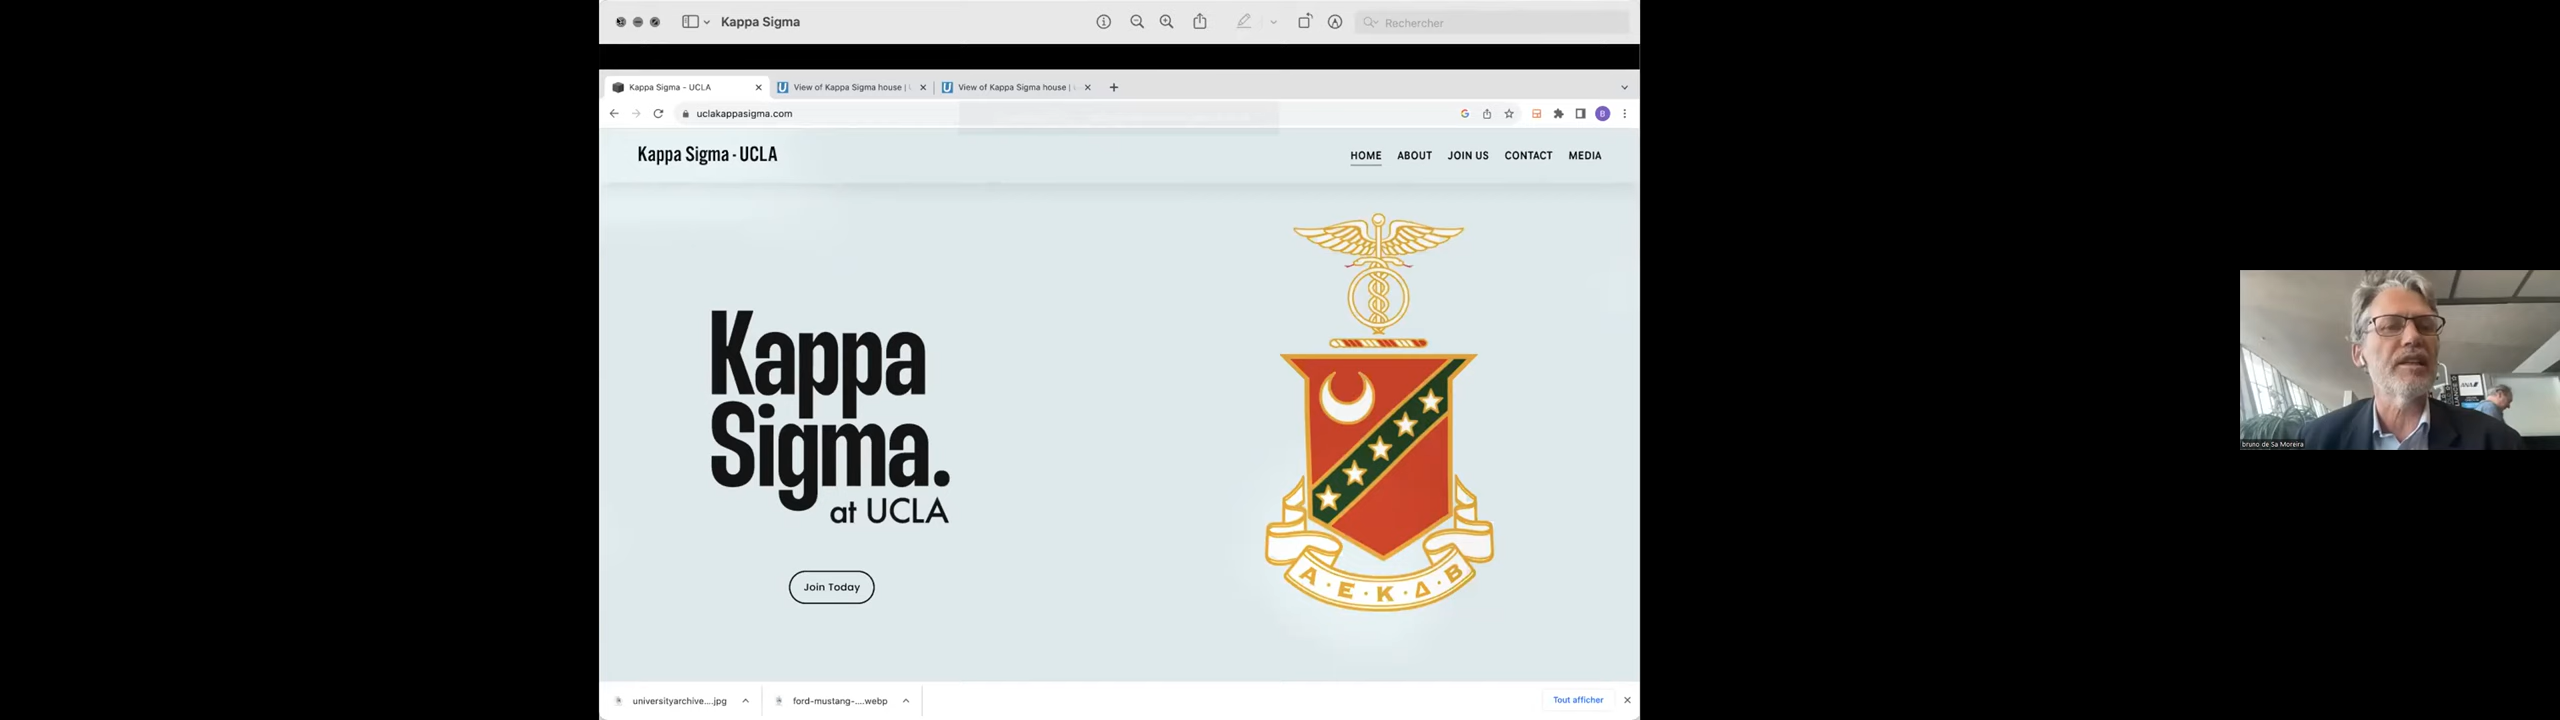 Kappa Sigma
Rechercher
Kappa Sigma - UCLA
View of Kappa Sigma house |
View of Kappa Sigma house |
uclakappasigma.com
B
Kappa Sigma - UCLA
HOME ABOUT JOIN US CONTACT MEDIA
Kappa
Sigma.
at UCLA
Join Today
Α · Ε · Κ · Δ · Β
universityarchive....jpg
ford-mustang-....webp
Tout afficher
ANA
bruno de Sa Moreira